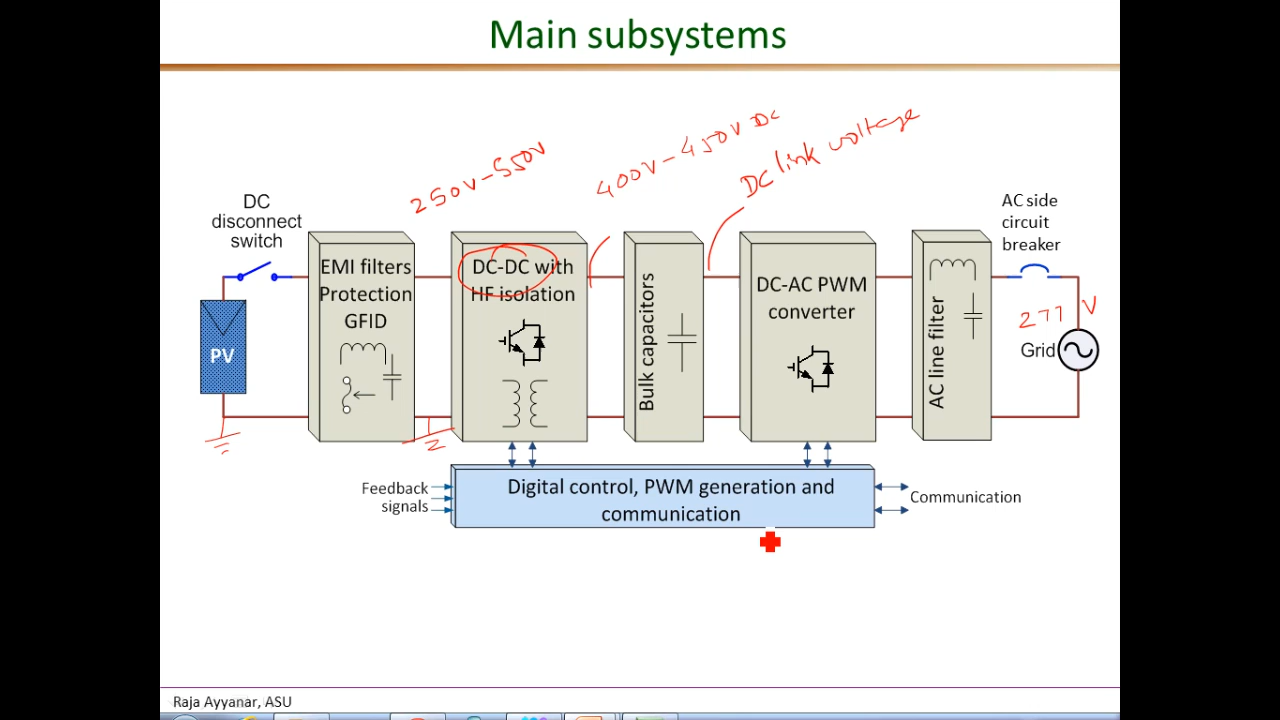 Main subsystems
250V-550V
400V-450V DC
DC link voltage
DC
disconnect
switch
AC side
circuit
breaker
EMI filters
Protection
GFID
DC-DC with
HF isolation
Bulk capacitors
DC-AC PWM
converter
AC line filter
277 V
Grid
PV
Feedback
signals
Digital control, PWM generation and
communication
Communication
Raja Ayyanar, ASU